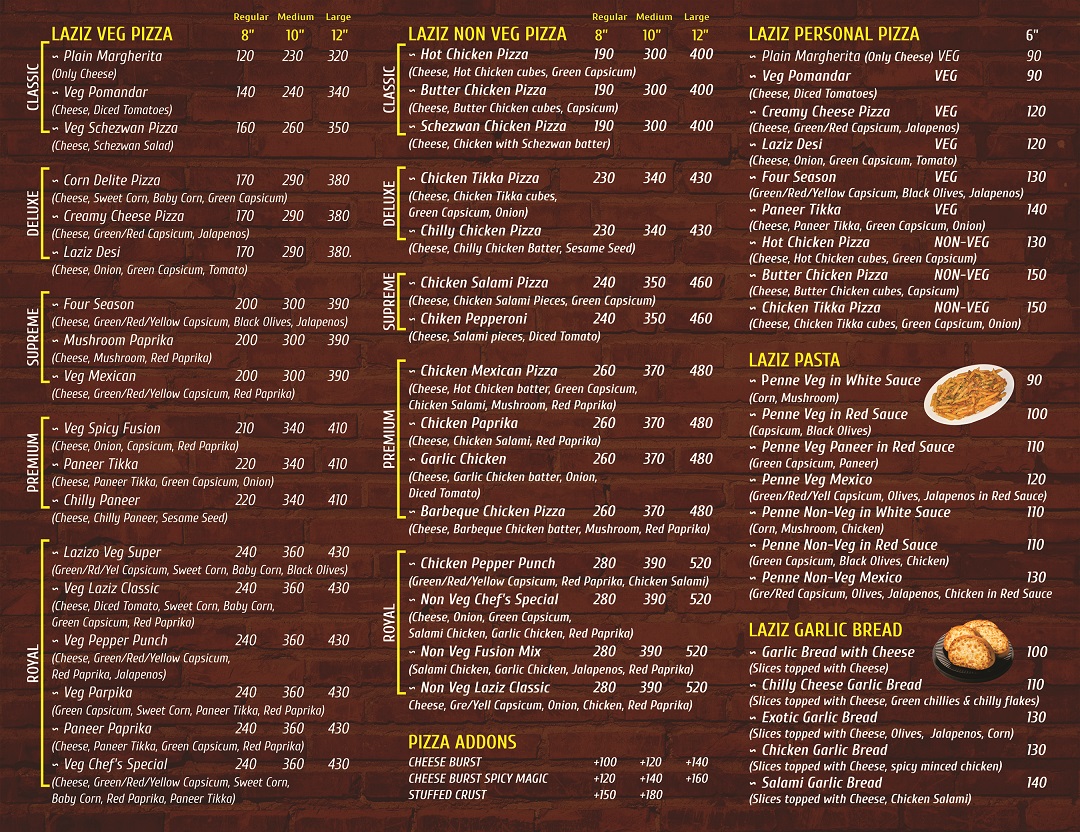 Regular Medium Large
LAZIZ VEG PIZZA 8" 10" 12"
CLASSIC
~ Plain Margherita 120 230 320
(Only Cheese)
~ Veg Pomandar 140 240 340
(Cheese, Diced Tomatoes)
~ Veg Schezwan Pizza 160 260 350
(Cheese, Schezwan Salad)
DELUXE
~ Corn Delite Pizza 170 290 380
(Cheese, Sweet Corn, Baby Corn, Green Capsicum)
~ Creamy Cheese Pizza 170 290 380
(Cheese, Green/Red Capsicum, Jalapenos)
~ Laziz Desi 170 290 380.
(Cheese, Onion, Green Capsicum, Tomato)
SUPREME
~ Four Season 200 300 390
(Cheese, Green/Red/Yellow Capsicum, Black Olives, Jalapenos)
~ Mushroom Paprika 200 300 390
(Cheese, Mushroom, Red Paprika)
~ Veg Mexican 200 300 390
(Cheese, Green/Red/Yellow Capsicum, Red Paprika)
PREMIUM
~ Veg Spicy Fusion 210 340 410
(Cheese, Onion, Capsicum, Red Paprika)
~ Paneer Tikka 220 340 410
(Cheese, Paneer Tikka, Green Capsicum, Onion)
~ Chilly Paneer 220 340 410
(Cheese, Chilly Paneer, Sesame Seed)
ROYAL
~ Lazizo Veg Super 240 360 430
(Green/Rd/Yel Capsicum, Sweet Corn, Baby Corn, Black Olives)
~ Veg Laziz Classic 240 360 430
(Cheese, Diced Tomato, Sweet Corn, Baby Corn,
Green Capsicum, Red Paprika)
~ Veg Pepper Punch 240 360 430
(Cheese, Green/Red/Yellow Capsicum,
Red Paprika, Jalapenos)
~ Veg Parpika 240 360 430
(Green Capsicum, Sweet Corn, Paneer Tikka, Red Paprika)
~ Paneer Paprika 240 360 430
(Cheese, Paneer Tikka, Green Capsicum, Red Paprika)
~ Veg Chef's Special 240 360 430
(Cheese, Green/Red/Yellow Capsicum, Sweet Corn,
Baby Corn, Red Paprika, Paneer Tikka)
Regular Medium Large
LAZIZ NON VEG PIZZA 8" 10" 12"
CLASSIC
~ Hot Chicken Pizza 190 300 400
(Cheese, Hot Chicken cubes, Green Capsicum)
~ Butter Chicken Pizza 190 300 400
(Cheese, Butter Chicken cubes, Capsicum)
~ Schezwan Chicken Pizza 190 300 400
(Cheese, Chicken with Schezwan batter)
DELUXE
~ Chicken Tikka Pizza 230 340 430
(Cheese, Chicken Tikka cubes,
Green Capsicum, Onion)
~ Chilly Chicken Pizza 230 340 430
(Cheese, Chilly Chicken Batter, Sesame Seed)
SUPREME
~ Chicken Salami Pizza 240 350 460
(Cheese, Chicken Salami Pieces, Green Capsicum)
~ Chiken Pepperoni 240 350 460
(Cheese, Salami pieces, Diced Tomato)
PREMIUM
~ Chicken Mexican Pizza 260 370 480
(Cheese, Hot Chicken batter, Green Capsicum,
Chicken Salami, Mushroom, Red Paprika)
~ Chicken Paprika 260 370 480
(Cheese, Chicken Salami, Red Paprika)
~ Garlic Chicken 260 370 480
(Cheese, Garlic Chicken batter, Onion,
Diced Tomato)
~ Barbeque Chicken Pizza 260 370 480
(Cheese, Barbeque Chicken batter, Mushroom, Red Paprika)
ROYAL
~ Chicken Pepper Punch 280 390 520
(Green/Red/Yellow Capsicum, Red Paprika, Chicken Salami)
~ Non Veg Chef's Special 280 390 520
(Cheese, Onion, Green Capsicum,
Salami Chicken, Garlic Chicken, Red Paprika)
~ Non Veg Fusion Mix 280 390 520
(Salami Chicken, Garlic Chicken, Jalapenos, Red Paprika)
~ Non Veg Laziz Classic 280 390 520
Cheese, Gre/Yell Capsicum, Onion, Chicken, Red Paprika)
PIZZA ADDONS
CHEESE BURST +100 +120 +140
CHEESE BURST SPICY MAGIC +120 +140 +160
STUFFED CRUST +150 +180
LAZIZ PERSONAL PIZZA 6"
~ Plain Margherita (Only Cheese) VEG 90
~ Veg Pomandar VEG 90
(Cheese, Diced Tomatoes)
~ Creamy Cheese Pizza VEG 120
(Cheese, Green/Red Capsicum, Jalapenos)
~ Laziz Desi VEG 120
(Cheese, Onion, Green Capsicum, Tomato)
~ Four Season VEG 130
(Green/Red/Yellow Capsicum, Black Olives, Jalapenos)
~ Paneer Tikka VEG 140
(Cheese, Paneer Tikka, Green Capsicum, Onion)
~ Hot Chicken Pizza NON-VEG 130
(Cheese, Hot Chicken cubes, Green Capsicum)
~ Butter Chicken Pizza NON-VEG 150
(Cheese, Butter Chicken cubes, Capsicum)
~ Chicken Tikka Pizza NON-VEG 150
(Cheese, Chicken Tikka cubes, Green Capsicum, Onion)
LAZIZ PASTA
~ Penne Veg in White Sauce 90
(Corn, Mushroom)
~ Penne Veg in Red Sauce 100
(Capsicum, Black Olives)
~ Penne Veg Paneer in Red Sauce 110
(Green Capsicum, Paneer)
~ Penne Veg Mexico 120
(Green/Red/Yell Capsicum, Olives, Jalapenos in Red Sauce)
~ Penne Non-Veg in White Sauce 110
(Corn, Mushroom, Chicken)
~ Penne Non-Veg in Red Sauce 110
(Green Capsicum, Black Olives, Chicken)
~ Penne Non-Veg Mexico 130
(Gre/Red Capsicum, Olives, Jalapenos, Chicken in Red Sauce
LAZIZ GARLIC BREAD
~ Garlic Bread with Cheese 100
(Slices topped with Cheese)
~ Chilly Cheese Garlic Bread 110
(Slices topped with Cheese, Green chillies & chilly flakes)
~ Exotic Garlic Bread 130
(Slices topped with Cheese, Olives, Jalapenos, Corn)
~ Chicken Garlic Bread 130
(Slices topped with Cheese, spicy minced chicken)
~ Salami Garlic Bread 140
(Slices topped with Cheese, Chicken Salami)